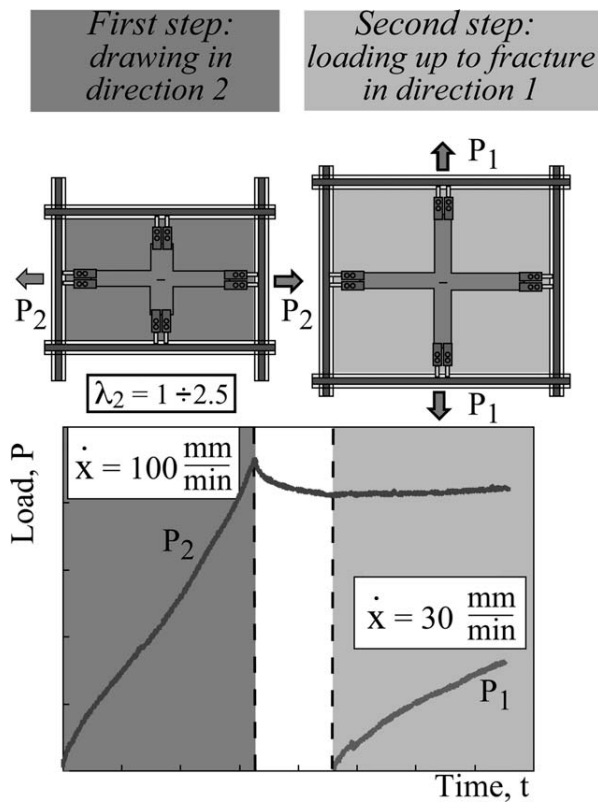 First step:
drawing in
direction 2
Second step:
loading up to fracture
in direction 1
P₁
P₂
P₂
P₁
λ₂ = 1 ÷2.5
ẋ = 100 mm/min
Load, P
P₂
ẋ = 30 mm/min
P₁
Time, t